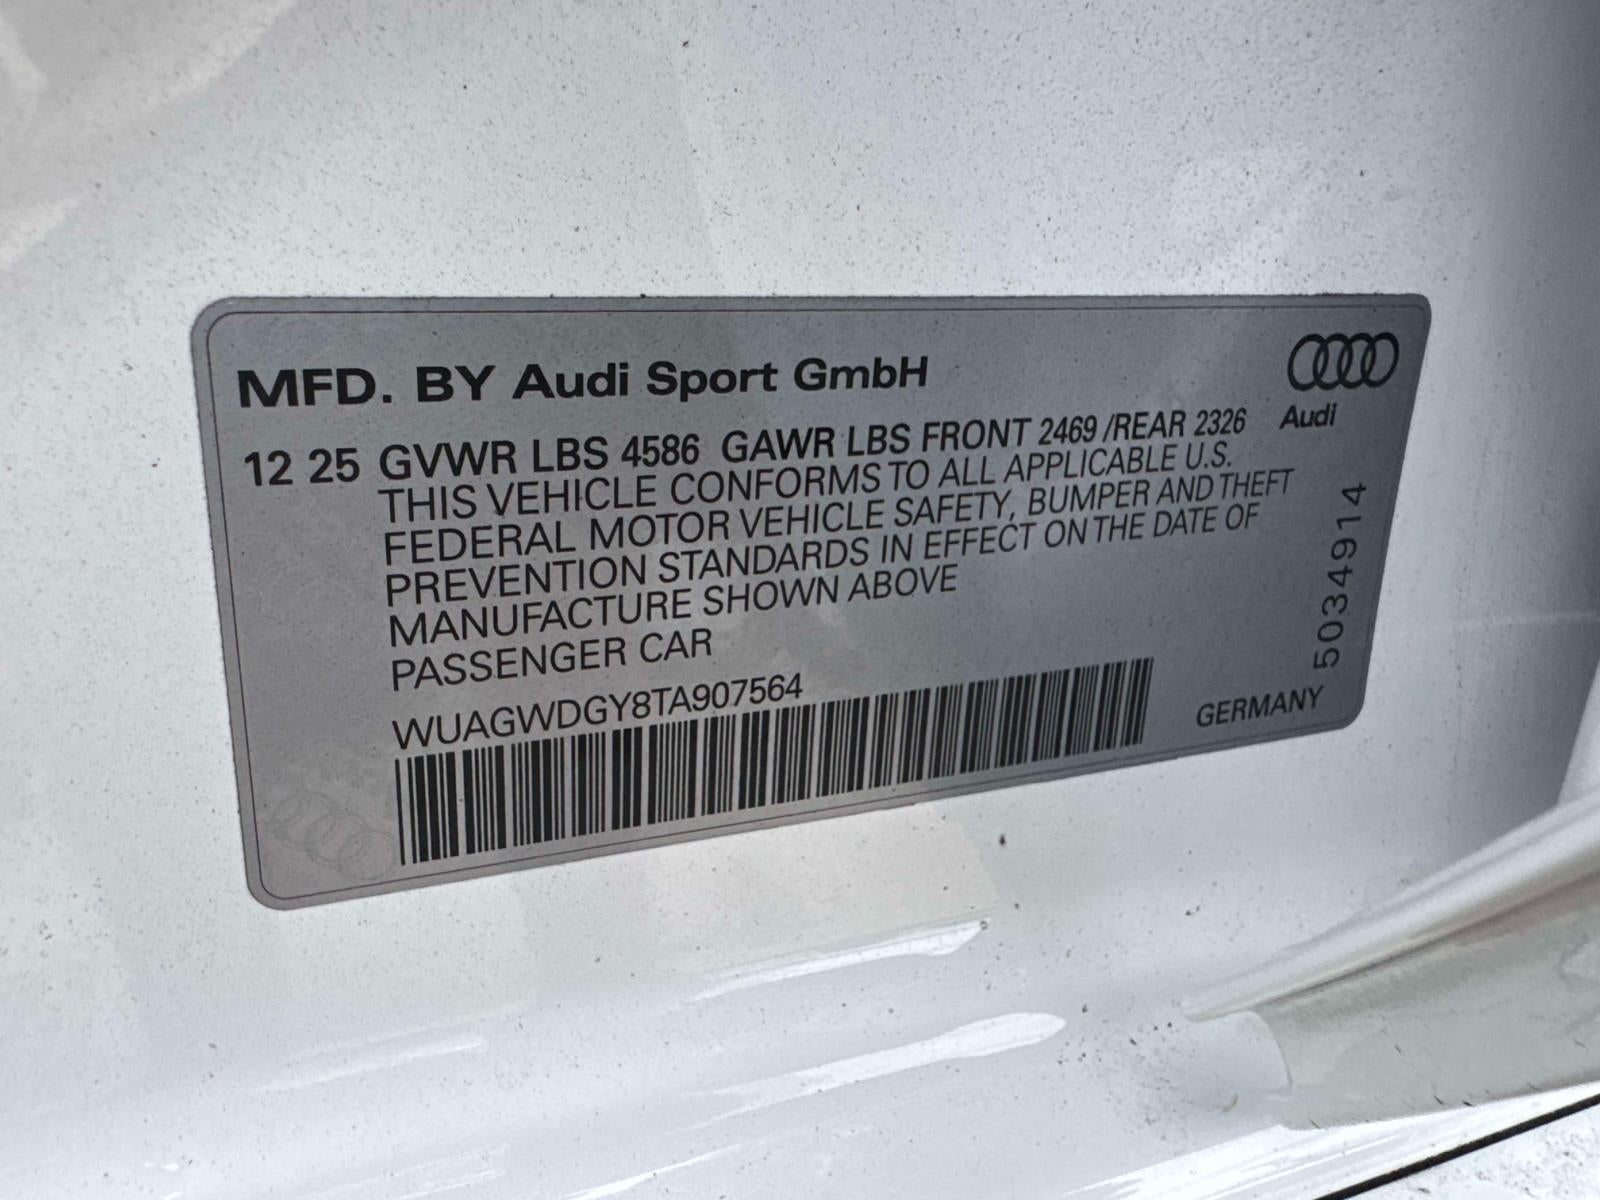 MFD. BY Audi Sport GmbH
Audi
12 25 GVWR LBS 4586 GAWR LBS FRONT 2469 /REAR 2326
THIS VEHICLE CONFORMS TO ALL APPLICABLE U.S.
FEDERAL MOTOR VEHICLE SAFETY, BUMPER AND THEFT
PREVENTION STANDARDS IN EFFECT ON THE DATE OF
MANUFACTURE SHOWN ABOVE
PASSENGER CAR
WUAGWDGY8TA907564
GERMANY
5034914